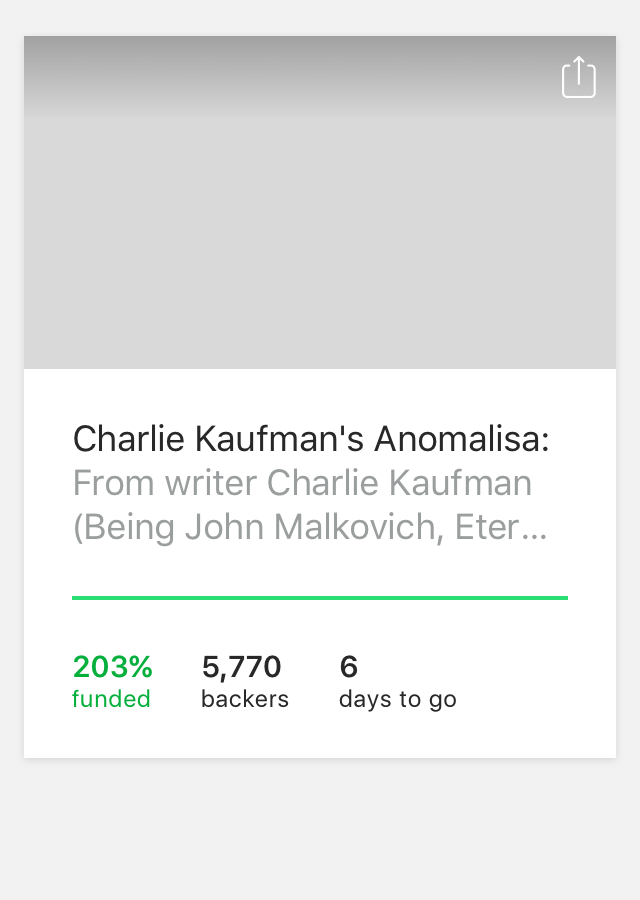 Charlie Kaufman's Anomalisa:
From writer Charlie Kaufman
(Being John Malkovich, Eter...
203% 5,770 6
funded backers days to go